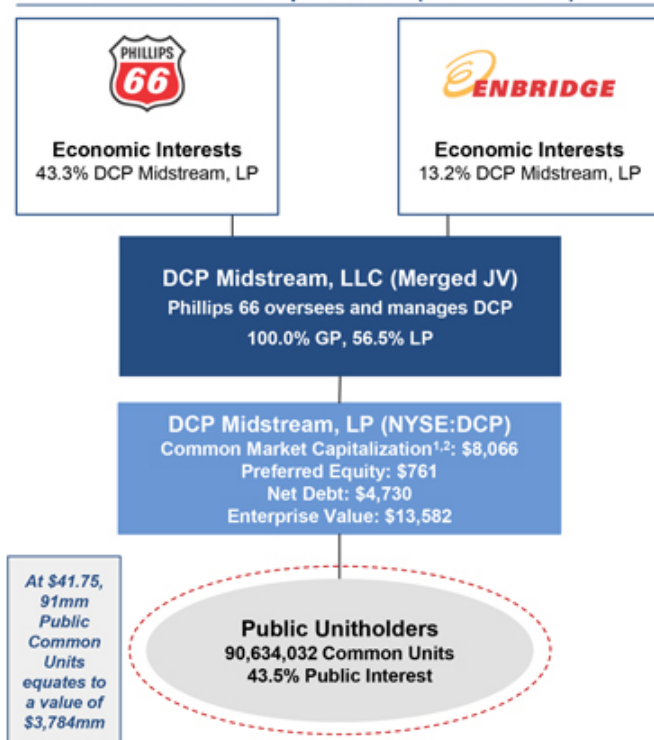 PHILLIPS
66
ENBRIDGE
Economic Interests
43.3% DCP Midstream, LP
Economic Interests
13.2% DCP Midstream, LP
DCP Midstream, LLC (Merged JV)
Phillips 66 oversees and manages DCP
100.0% GP, 56.5% LP
DCP Midstream, LP (NYSE:DCP)
Common Market Capitalization¹,²: $8,066
Preferred Equity: $761
Net Debt: $4,730
Enterprise Value: $13,582
At $41.75,
91mm
Public
Common
Units
equates to
a value of
$3,784mm
Public Unitholders
90,634,032 Common Units
43.5% Public Interest